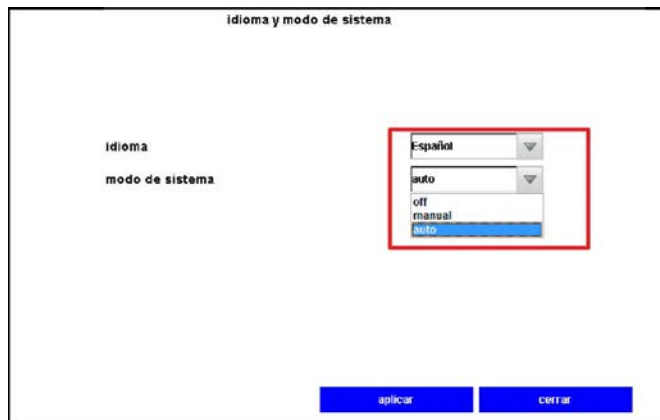 idioma y modo de sistema
idioma Español
modo de sistema auto
off
manual
auto
aplicar cerrar